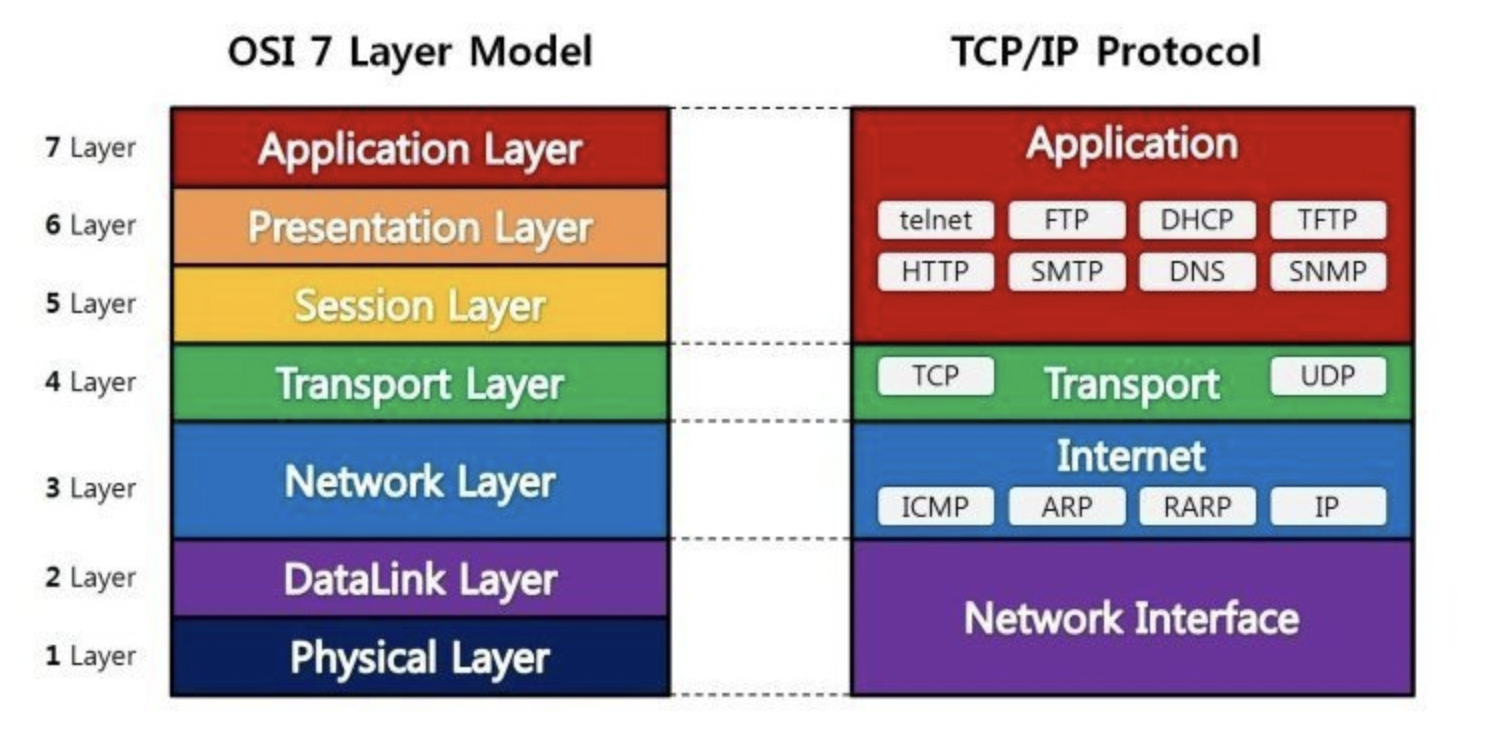 OSI 7 Layer Model
7 Layer
Application Layer
6 Layer
Presentation Layer
5 Layer
Session Layer
4 Layer
Transport Layer
3 Layer
Network Layer
2 Layer
DataLink Layer
1 Layer
Physical Layer
TCP/IP Protocol
Application
telnet FTP DHCP TFTP
HTTP SMTP DNS SNMP
TCP Transport UDP
Internet
ICMP ARP RARP IP
Network Interface